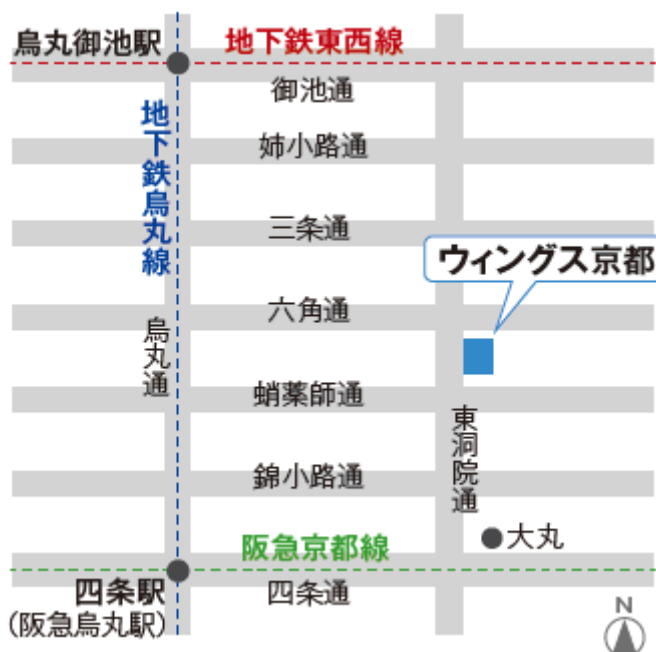 烏丸御池駅
地下鉄東西線
御池通
地下鉄烏丸線
姉小路通
三条通
ウィングス京都
六角通
烏丸通
蛸薬師通
東洞院通
錦小路通
大丸
阪急京都線
四条駅
(阪急烏丸駅)
四条通
N